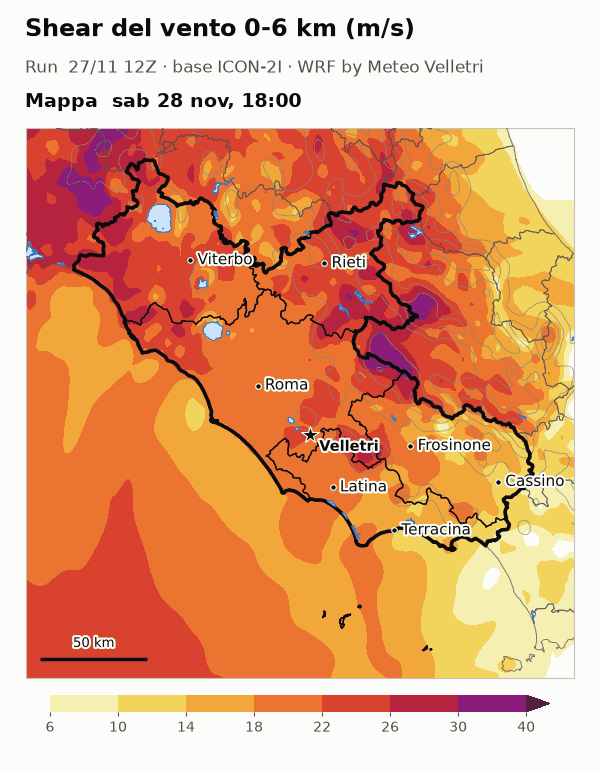 Shear del vento 0-6 km (m/s)
Run  27/11 12Z · base ICON-2I · WRF by Meteo Velletri
Mappa  sab 28 nov, 18:00
Viterbo
Rieti
Roma
Velletri
Frosinone
Cassino
Latina
Terracina
50 km
6 10 14 18 22 26 30 40